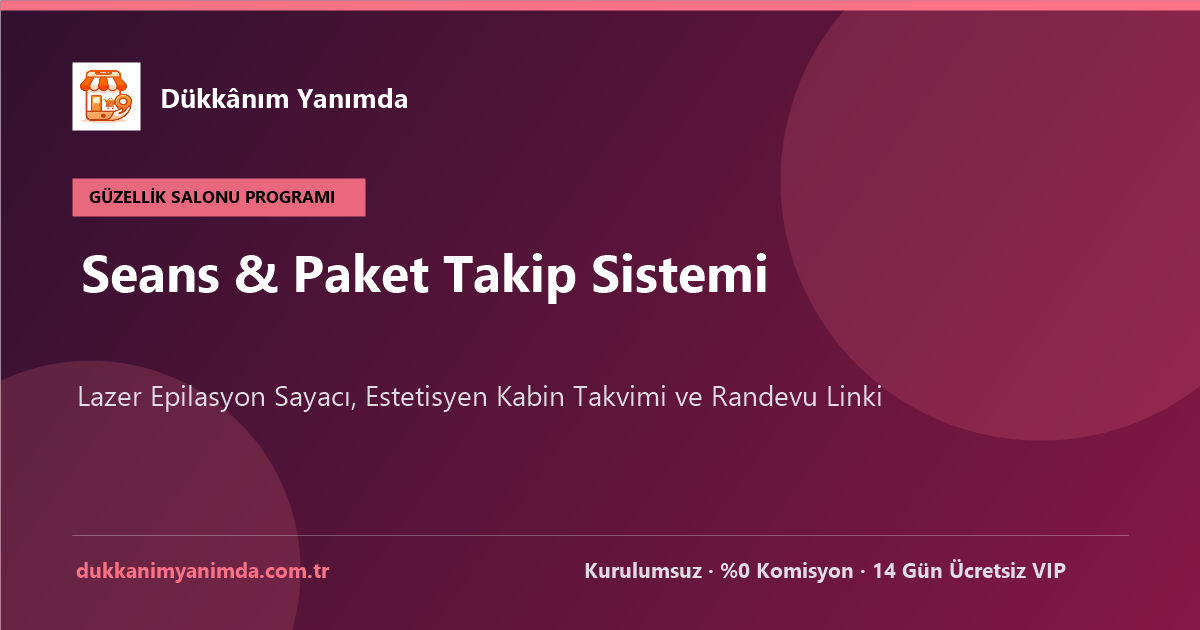 Dükkânım Yanımda
GÜZELLİK SALONU PROGRAMI
Seans & Paket Takip Sistemi
Lazer Epilasyon Sayacı, Estetisyen Kabin Takvimi ve Randevu Linki
dukkanimyanimda.com.tr
Kurulumsuz · %0 Komisyon · 14 Gün Ücretsiz VIP